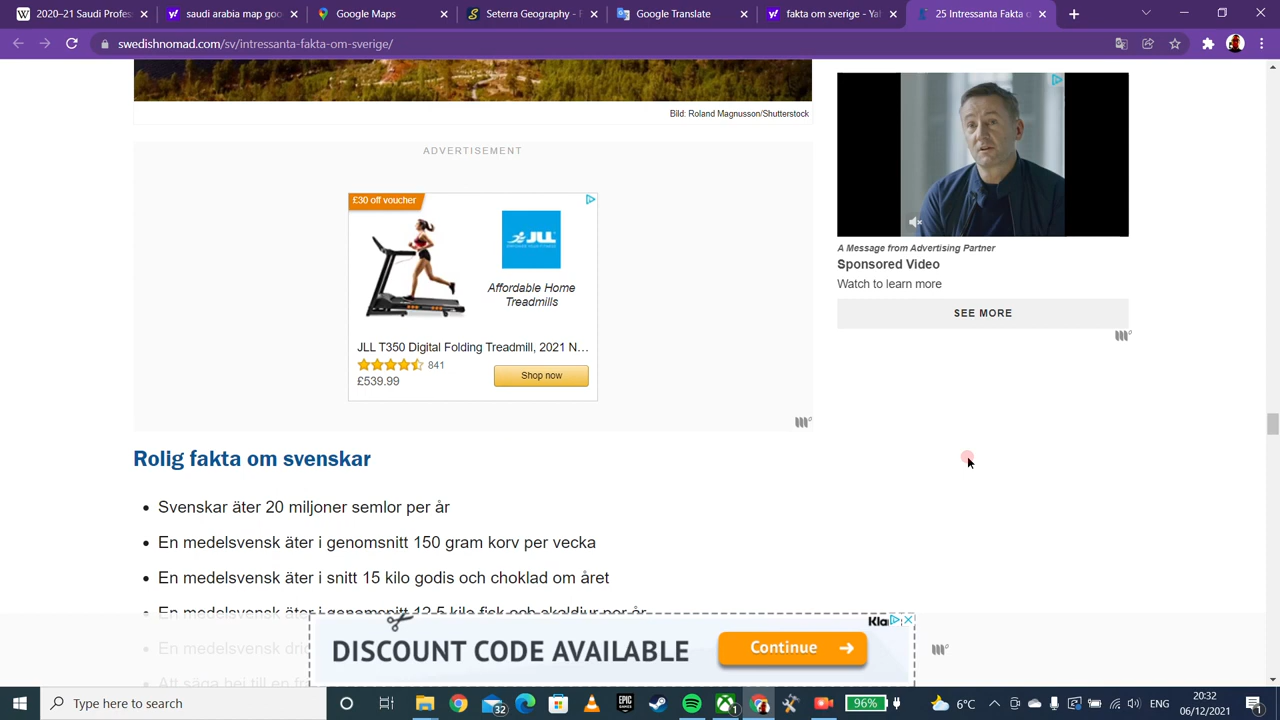 2020–21 Saudi Profes
saudi arabia map goo
Google Maps
Seterra Geography -
Google Translate
fakta om sverige - Ya
25 Intressanta Fakta o
swedishnomad.com/sv/intressanta-fakta-om-sverige/
Bild: Roland Magnusson/Shutterstock
ADVERTISEMENT
£30 off voucher
JLL
Affordable Home
Treadmills
JLL T350 Digital Folding Treadmill, 2021 N...
841
£539.99
Shop now
A Message from Advertising Partner
Sponsored Video
Watch to learn more
SEE MORE
Rolig fakta om svenskar
• Svenskar äter 20 miljoner semlor per år
• En medelsvensk äter i genomsnitt 150 gram korv per vecka
• En medelsvensk äter i snitt 15 kilo godis och choklad om året
• En medelsvensk äter i genomsnitt 12,5 kilo fisk och skaldjur per år
• En medelsvensk
• Att säga hej till en
DISCOUNT CODE AVAILABLE
Continue
Type here to search
32
EPIC GAMES
1
96%
6°C
ENG
20:32
06/12/2021
1